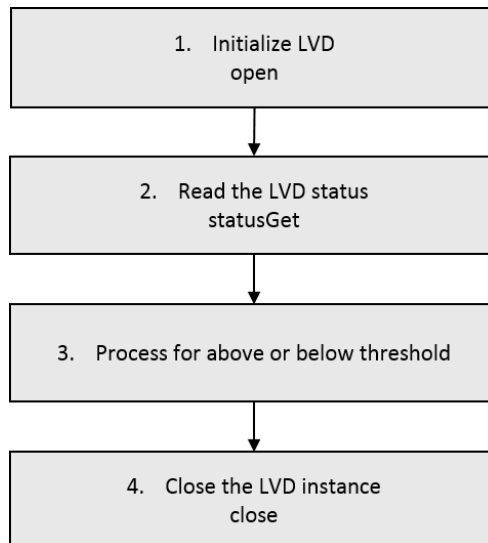 1. Initialize LVD
open
2. Read the LVD status
statusGet
3. Process for above or below threshold
4. Close the LVD instance
close